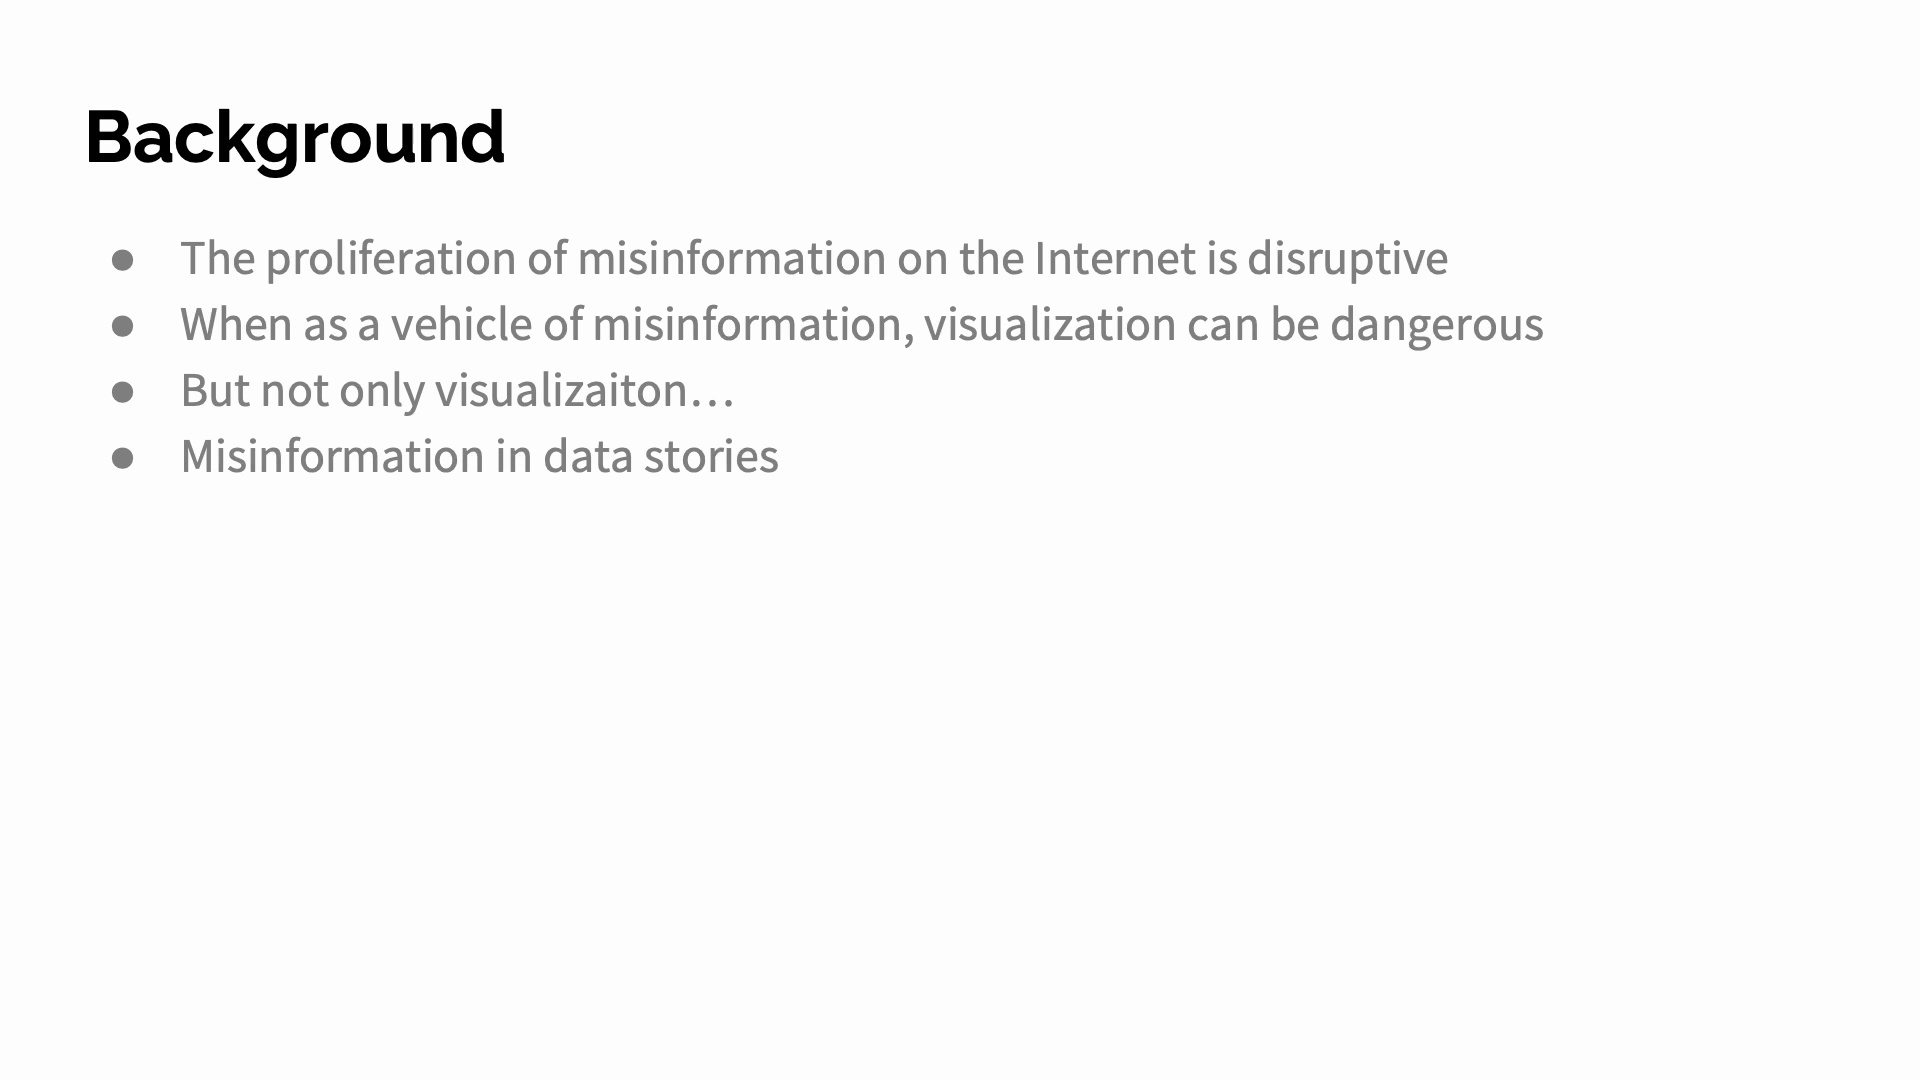 Background
● The proliferation of misinformation on the Internet is disruptive
● When as a vehicle of misinformation, visualization can be dangerous
● But not only visualizaiton…
● Misinformation in data stories